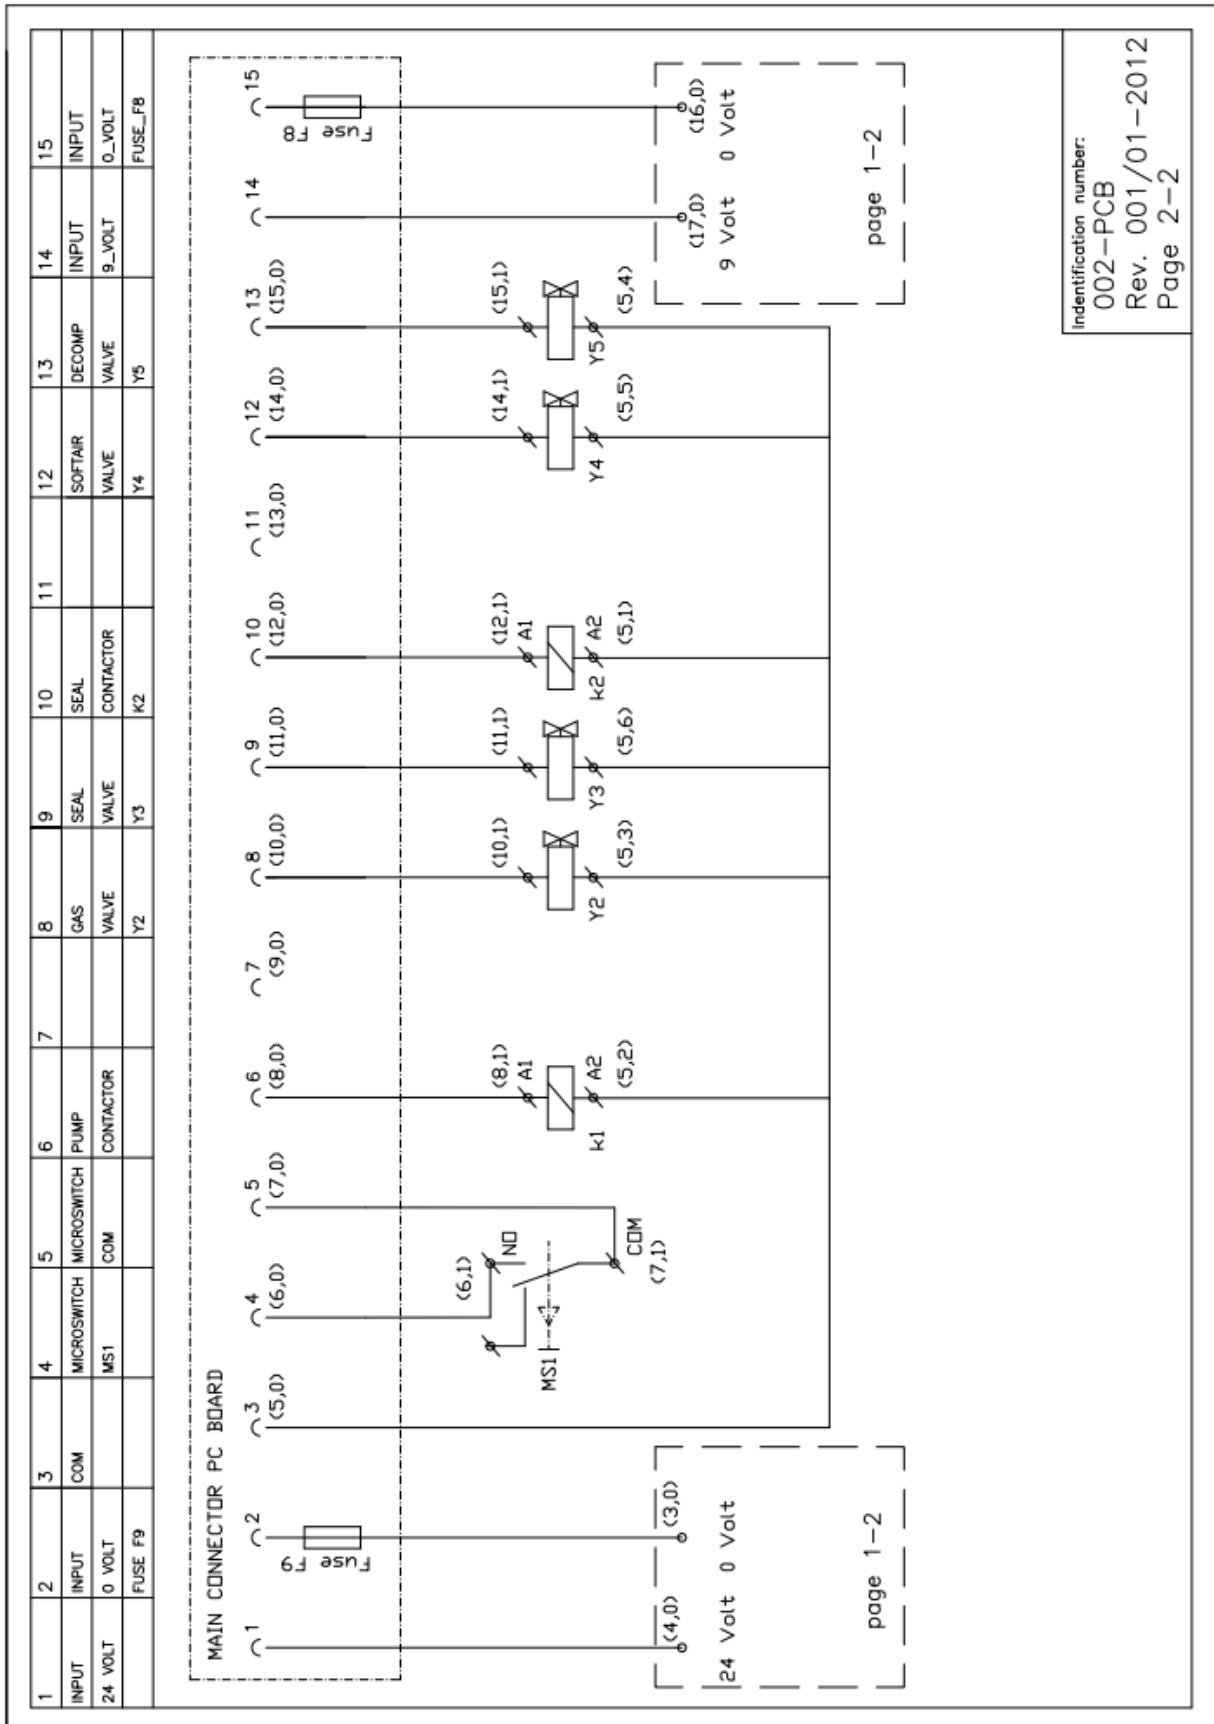 1 2 3 4 5 6 7 8 9 10 11 12 13 14 15
INPUT INPUT COM MICROSWITCH MICROSWITCH PUMP GAS SEAL SEAL SOFTAIR DECOMP INPUT INPUT
24 VOLT 0 VOLT MS1 COM CONTACTOR VALVE VALVE CONTACTOR VALVE VALVE 9_VOLT 0_VOLT
FUSE F9 Y2 Y3 K2 Y4 Y5 FUSE_F8
MAIN CONNECTOR PC BOARD
1 2 3 4 5 6 7 8 9 10 11 12 13 14 15
(5,0) (6,0) (7,0) (8,0) (9,0) (10,0) (11,0) (12,0) (13,0) (14,0) (15,0)
Fuse F9
Fuse F8
(6,1) (8,1) (10,1) (11,1) (12,1) (14,1) (15,1)
NO A1 A1
MS1
k1 A2 Y2 Y3 k2 A2 Y4 Y5
COM
(7,1) (5,2) (5,3) (5,6) (5,1) (5,5) (5,4)
(4,0) (3,0) (17,0) (16,0)
24 Volt 0 Volt
9 Volt 0 Volt
page 1-2
page 1-2
Indentification number:
002-PCB
Rev. 001/01-2012
Page 2-2